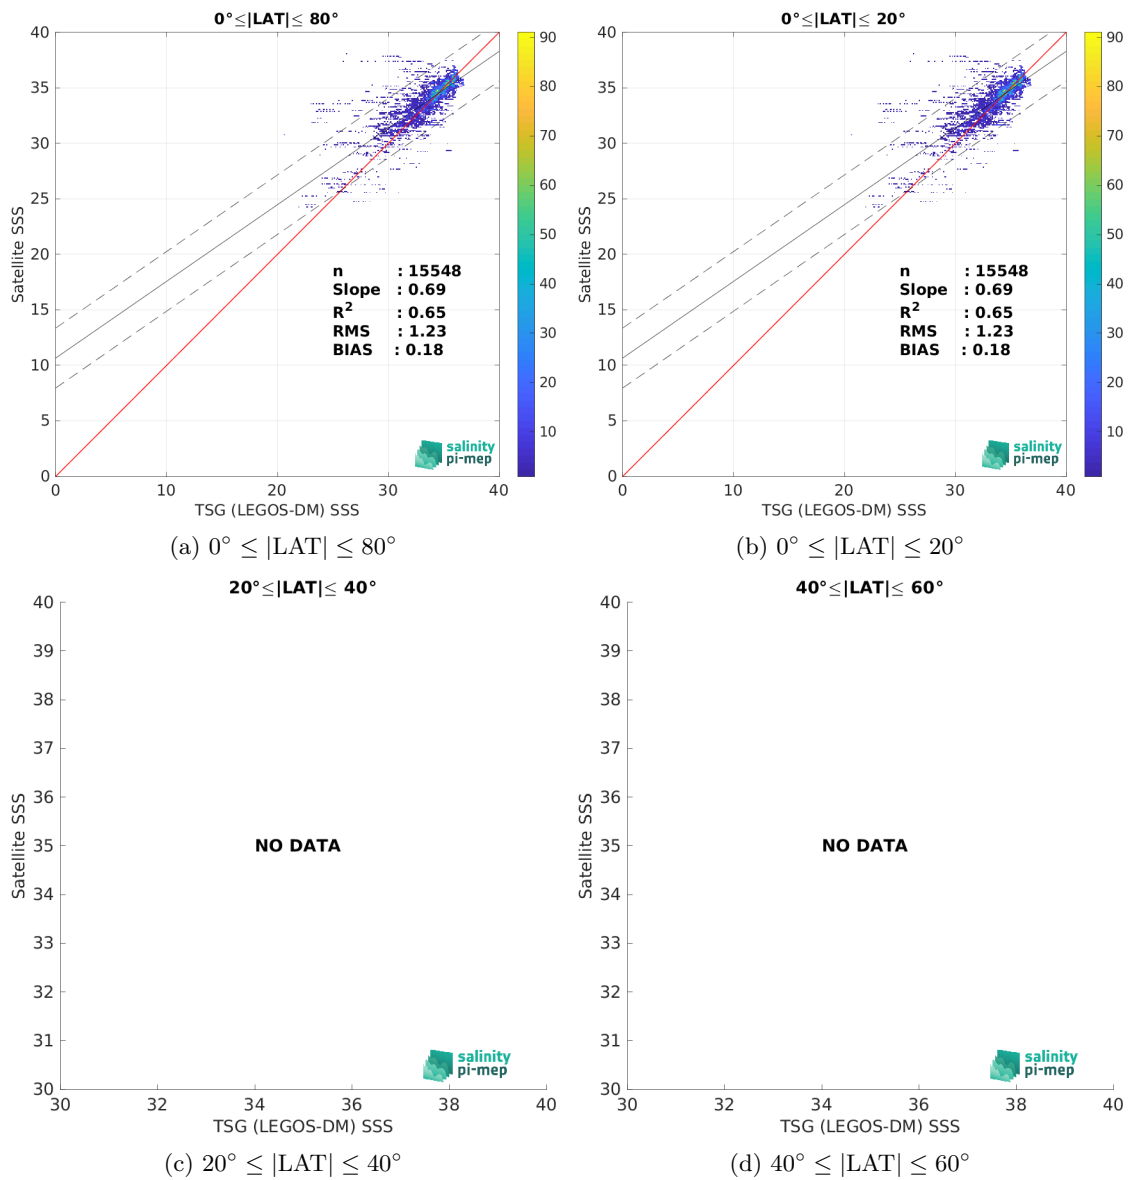 0°≤|LAT|≤ 80°
40
35
30
25
20
15
10
5
0
Satellite SSS
n : 15548
Slope : 0.69
R² : 0.65
RMS : 1.23
BIAS : 0.18
salinity
pi-mep
0 10 20 30 40
TSG (LEGOS-DM) SSS
90
80
70
60
50
40
30
20
10
(a) 0° ≤ |LAT| ≤ 80°
0°≤|LAT|≤ 20°
40
35
30
25
20
15
10
5
0
Satellite SSS
n : 15548
Slope : 0.69
R² : 0.65
RMS : 1.23
BIAS : 0.18
salinity
pi-mep
0 10 20 30 40
TSG (LEGOS-DM) SSS
90
80
70
60
50
40
30
20
10
(b) 0° ≤ |LAT| ≤ 20°
20°≤|LAT|≤ 40°
40
39
38
37
36
35
34
33
32
31
30
Satellite SSS
NO DATA
salinity
pi-mep
30 32 34 36 38 40
TSG (LEGOS-DM) SSS
(c) 20° ≤ |LAT| ≤ 40°
40°≤|LAT|≤ 60°
40
39
38
37
36
35
34
33
32
31
30
Satellite SSS
NO DATA
salinity
pi-mep
30 32 34 36 38 40
TSG (LEGOS-DM) SSS
(d) 40° ≤ |LAT| ≤ 60°